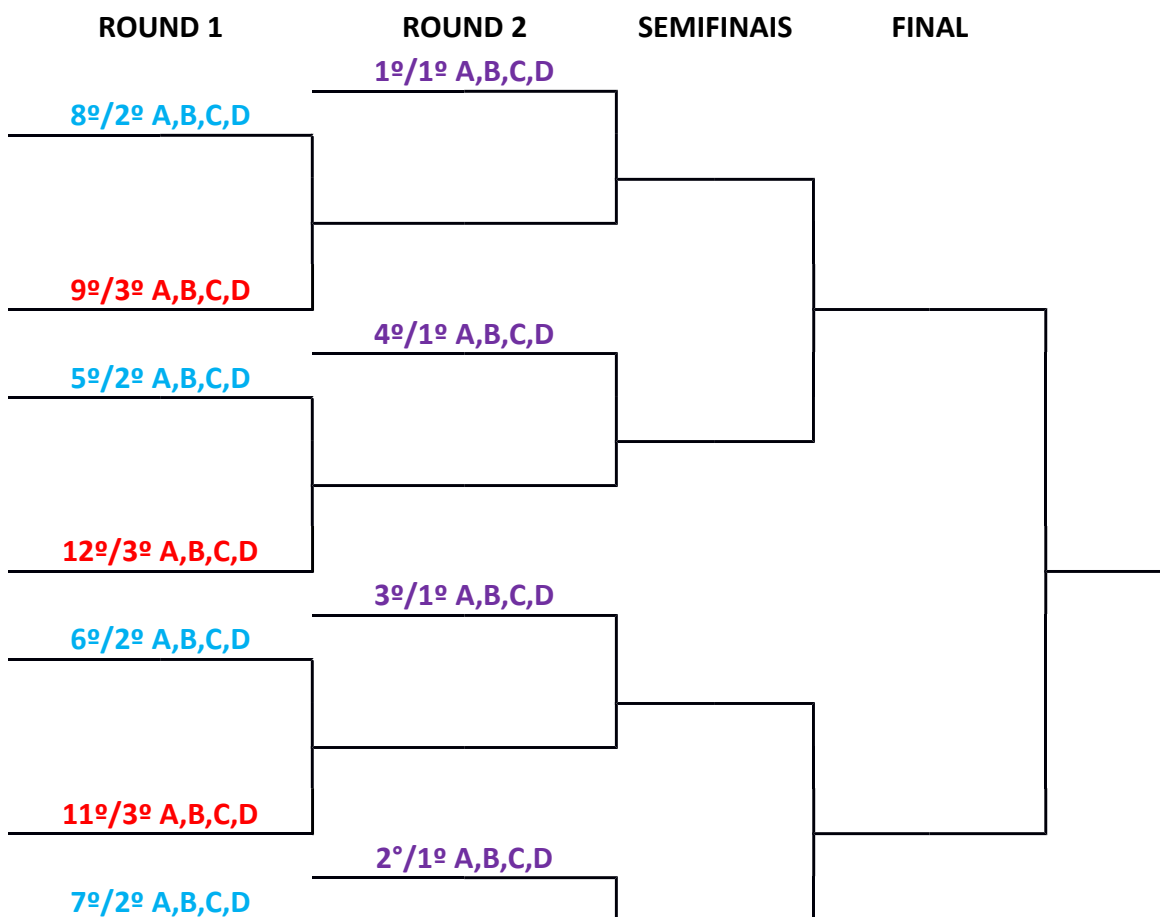 ROUND 1 ROUND 2 SEMIFINAIS FINAL
1º/1º A,B,C,D
8º/2º A,B,C,D
9º/3º A,B,C,D
4º/1º A,B,C,D
5º/2º A,B,C,D
12º/3º A,B,C,D
3º/1º A,B,C,D
6º/2º A,B,C,D
11º/3º A,B,C,D
2°/1º A,B,C,D
7º/2º A,B,C,D